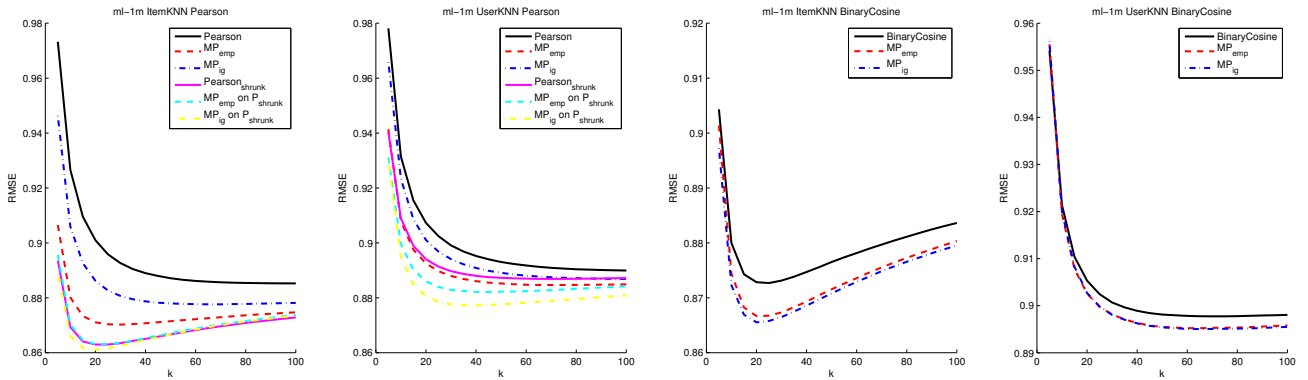 ml−1m ItemKNN Pearson
0.98
0.96
0.94
0.92
0.9
0.88
0.86
RMSE
0
20
40
60
80
100
k
Pearson
MPemp
MPig
Pearsonshrunk
MPemp on Pshrunk
MPig on Pshrunk
ml−1m UserKNN Pearson
0.98
0.96
0.94
0.92
0.9
0.88
0.86
RMSE
0
20
40
60
80
100
k
Pearson
MPemp
MPig
Pearsonshrunk
MPemp on Pshrunk
MPig on Pshrunk
ml−1m ItemKNN BinaryCosine
0.92
0.91
0.9
0.89
0.88
0.87
0.86
RMSE
0
20
40
60
80
100
k
BinaryCosine
MPemp
MPig
ml−1m UserKNN BinaryCosine
0.96
0.95
0.94
0.93
0.92
0.91
0.9
0.89
RMSE
0
20
40
60
80
100
k
BinaryCosine
MPemp
MPig